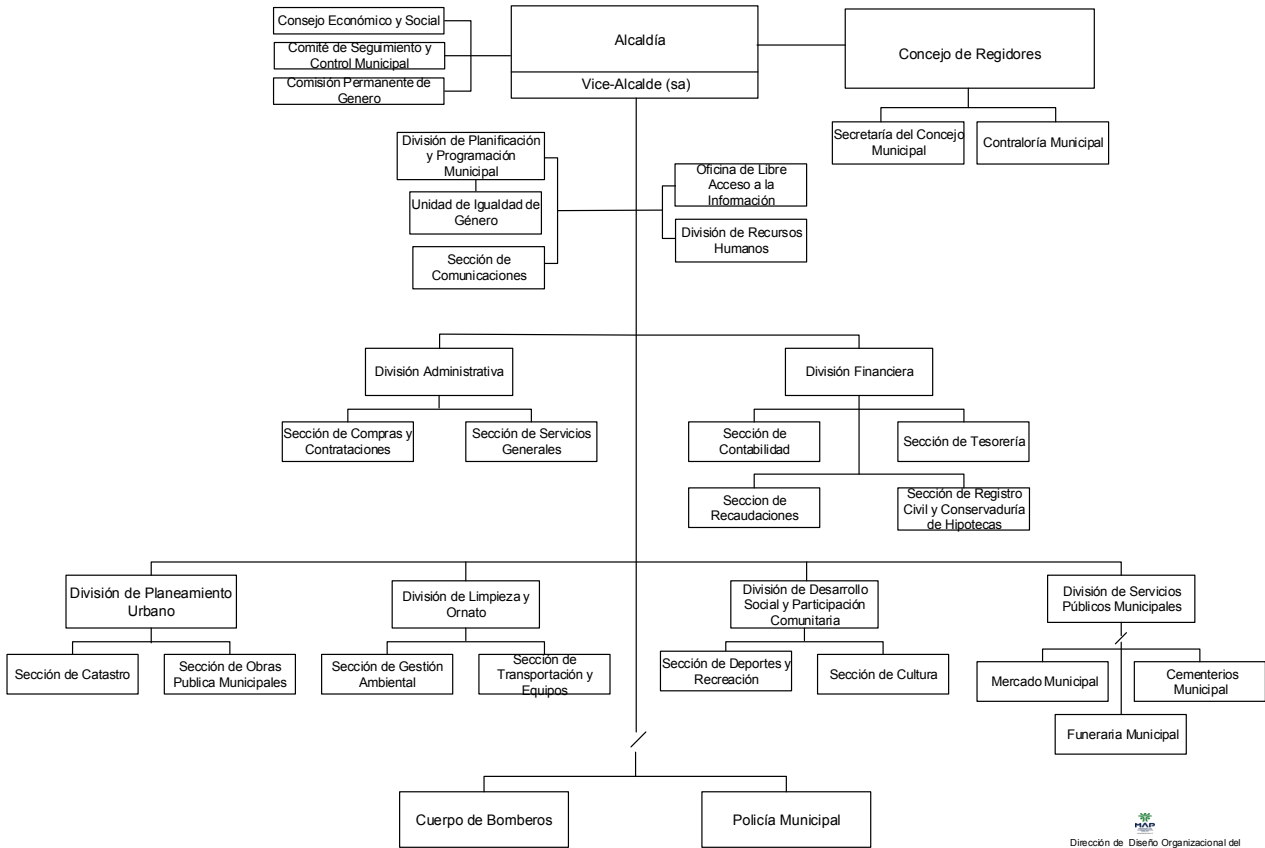 Consejo Económico y Social
Comité de Seguimiento y
Control Municipal
Comisión Permanente de
Genero
Alcaldía
Vice-Alcalde (sa)
Concejo de Regidores
Secretaría del Concejo
Municipal
Contraloría Municipal
División de Planificación
y Programación
Municipal
Unidad de Igualdad de
Género
Sección de
Comunicaciones
Oficina de Libre
Acceso a la
Información
División de Recursos
Humanos
División Administrativa
División Financiera
Sección de Compras y
Contrataciones
Sección de Servicios
Generales
Sección de
Contabilidad
Sección de Tesorería
Seccion de
Recaudaciones
Sección de Registro
Civil y Conservaduría
de Hipotecas
División de Planeamiento
Urbano
División de Limpieza y
Ornato
División de Desarrollo
Social y Participación
Comunitaria
División de Servicios
Públicos Municipales
Sección de Catastro
Sección de Obras
Publica Municipales
Sección de Gestión
Ambiental
Sección de
Transportación y
Equipos
Sección de Deportes y
Recreación
Sección de Cultura
Mercado Municipal
Cementerios
Municipal
Funeraria Municipal
Cuerpo de Bomberos
Policía Municipal
MAP
Dirección de Diseño Organizacional del